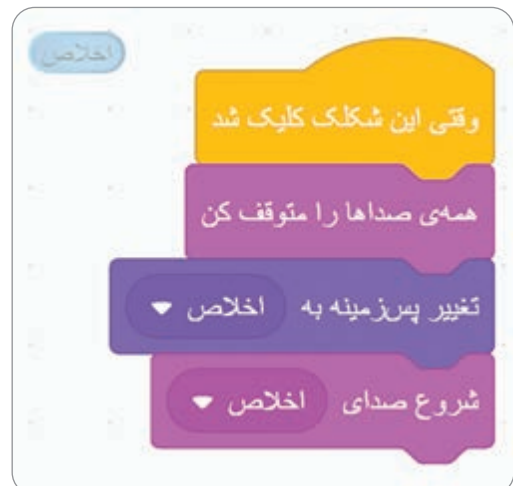 اخلاص
وقتی این شکلک کلیک شد
همه‌ی صداها را متوقف کن
تغییر پس‌زمینه به اخلاص
شروع صدای اخلاص